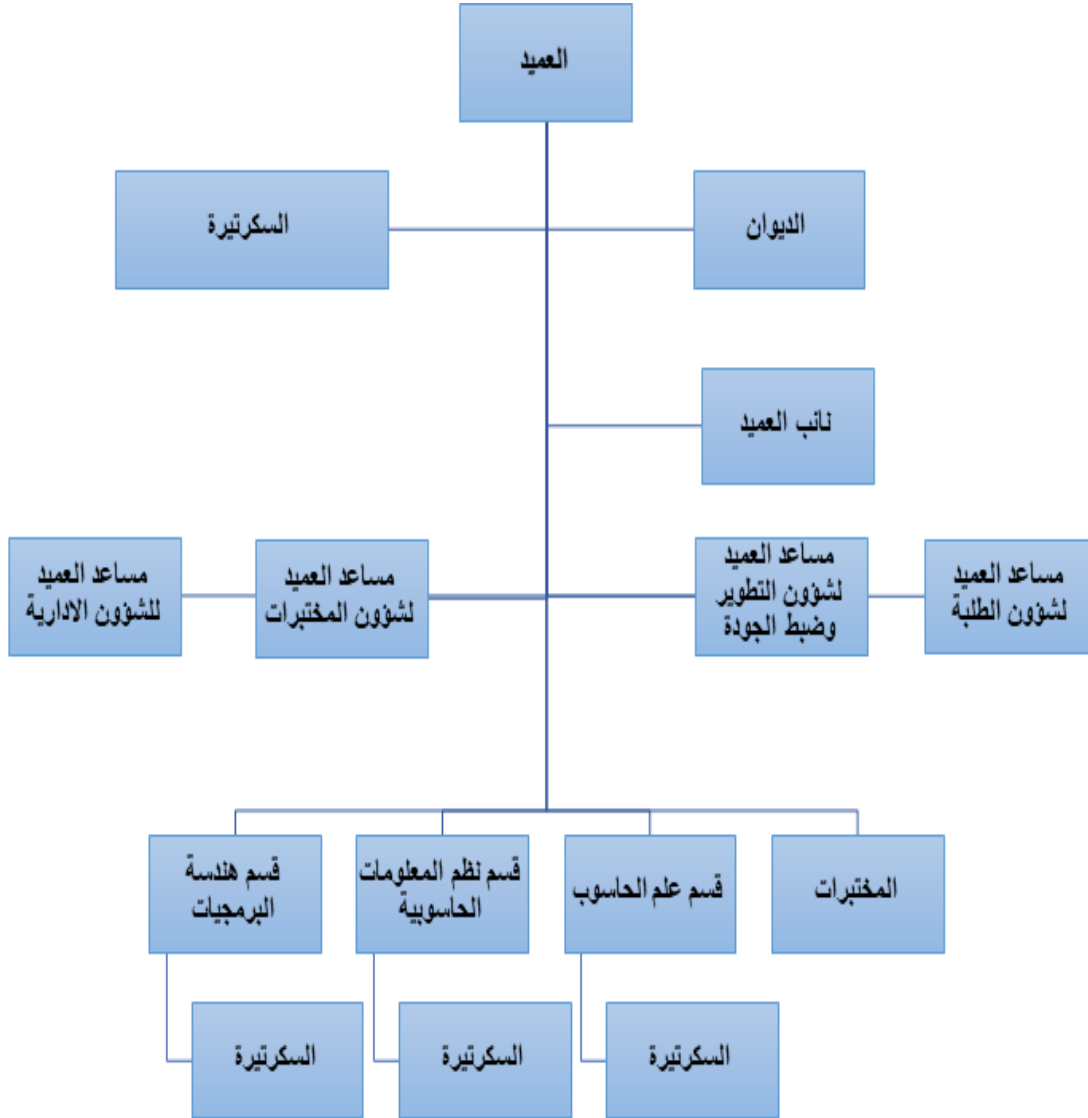 العميد
الديوان
السكرتيرة
نائب العميد
مساعد العميد
لشؤون الطلبة
مساعد العميد
لشؤون التطوير
وضبط الجودة
مساعد العميد
لشؤون المختبرات
مساعد العميد
للشؤون الادارية
المختبرات
قسم علم الحاسوب
قسم نظم المعلومات
الحاسوبية
قسم هندسة
البرمجيات
السكرتيرة
السكرتيرة
السكرتيرة